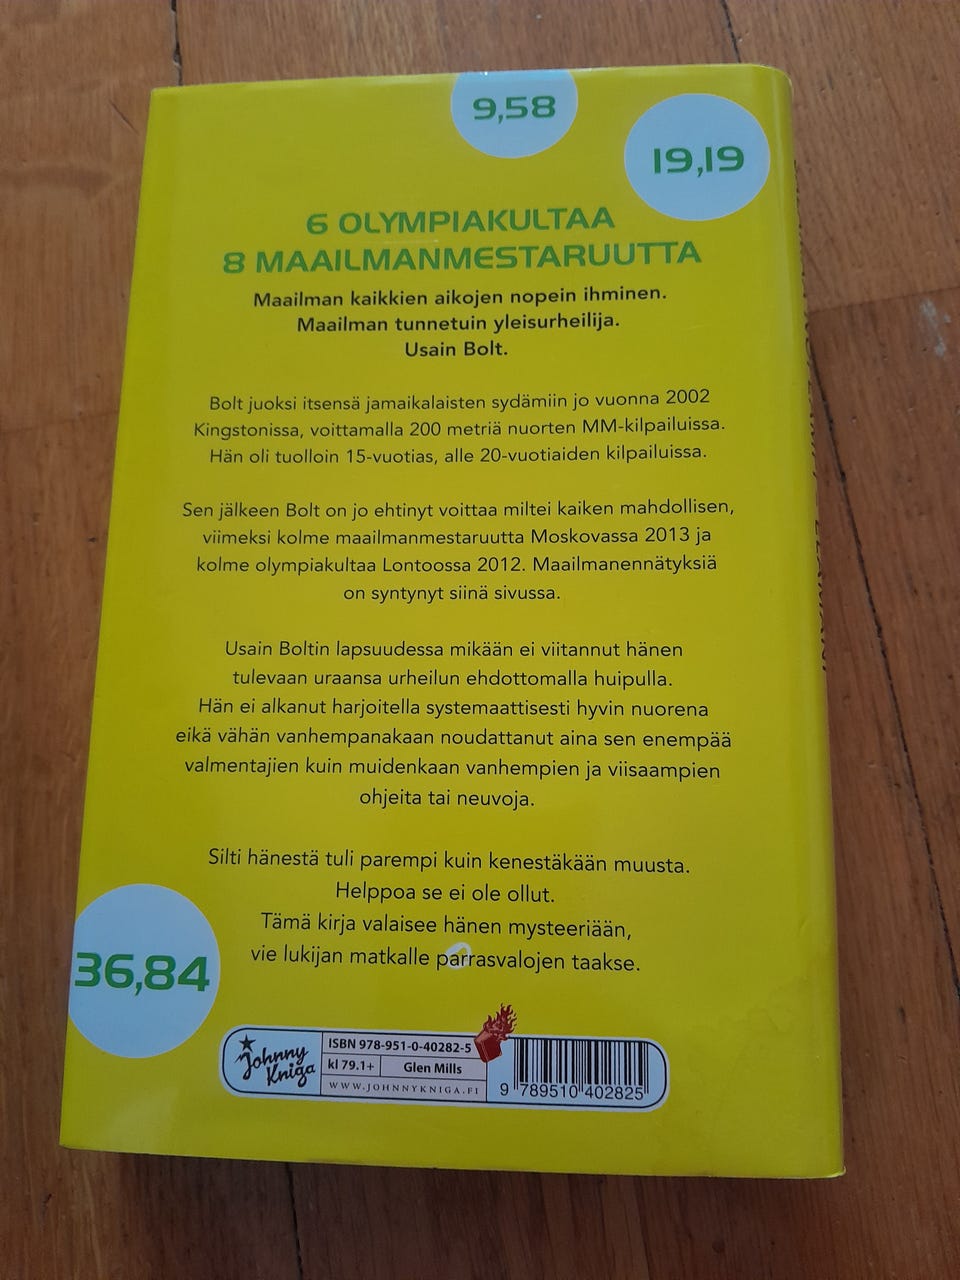 9,58
19,19
6 OLYMPIAKULTAA
8 MAAILMANMESTARUUTTA
Maailman kaikkien aikojen nopein ihminen.
Maailman tunnetuin yleisurheilija.
Usain Bolt.
Bolt juoksi itsensä jamaikalaisten sydämiin jo vuonna 2002
Kingstonissa, voittamalla 200 metriä nuorten MM-kilpailuissa.
Hän oli tuolloin 15-vuotias, alle 20-vuotiaiden kilpailuissa.
Sen jälkeen Bolt on jo ehtinyt voittaa miltei kaiken mahdollisen,
viimeksi kolme maailmanmestaruutta Moskovassa 2013 ja
kolme olympiakultaa Lontoossa 2012. Maailmanennätyksiä
on syntynyt siinä sivussa.
Usain Boltin lapsuudessa mikään ei viitannut hänen
tulevaan uraansa urheilun ehdottomalla huipulla.
Hän ei alkanut harjoitella systemaattisesti hyvin nuorena
eikä vähän vanhempanakaan noudattanut aina sen enempää
valmentajien kuin muidenkaan vanhempien ja viisaampien
ohjeita tai neuvoja.
Silti hänestä tuli parempi kuin kenestäkään muusta.
Helppoa se ei ole ollut.
Tämä kirja valaisee hänen mysteeriään,
vie lukijan matkalle parrasvalojen taakse.
36,84
Johnny
Kniga
ISBN 978-951-0-40282-5
kl 79.1+ Glen Mills
WWW.JOHNNYKNIGA.FI
9 789510 402825